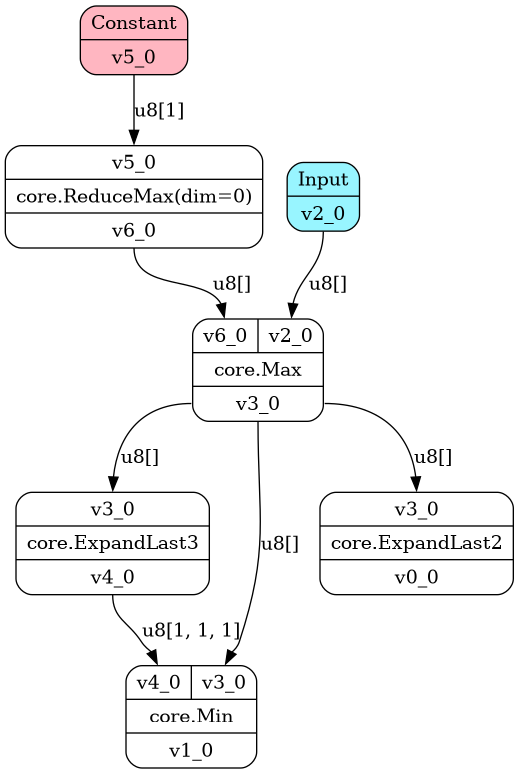 Constant
v5_0
u8[1]
v5_0
core.ReduceMax(dim=0)
v6_0
Input
v2_0
u8[]
u8[]
v6_0 v2_0
core.Max
v3_0
u8[]
u8[]
u8[]
v3_0
core.ExpandLast3
v4_0
v3_0
core.ExpandLast2
v0_0
u8[1, 1, 1]
v4_0 v3_0
core.Min
v1_0